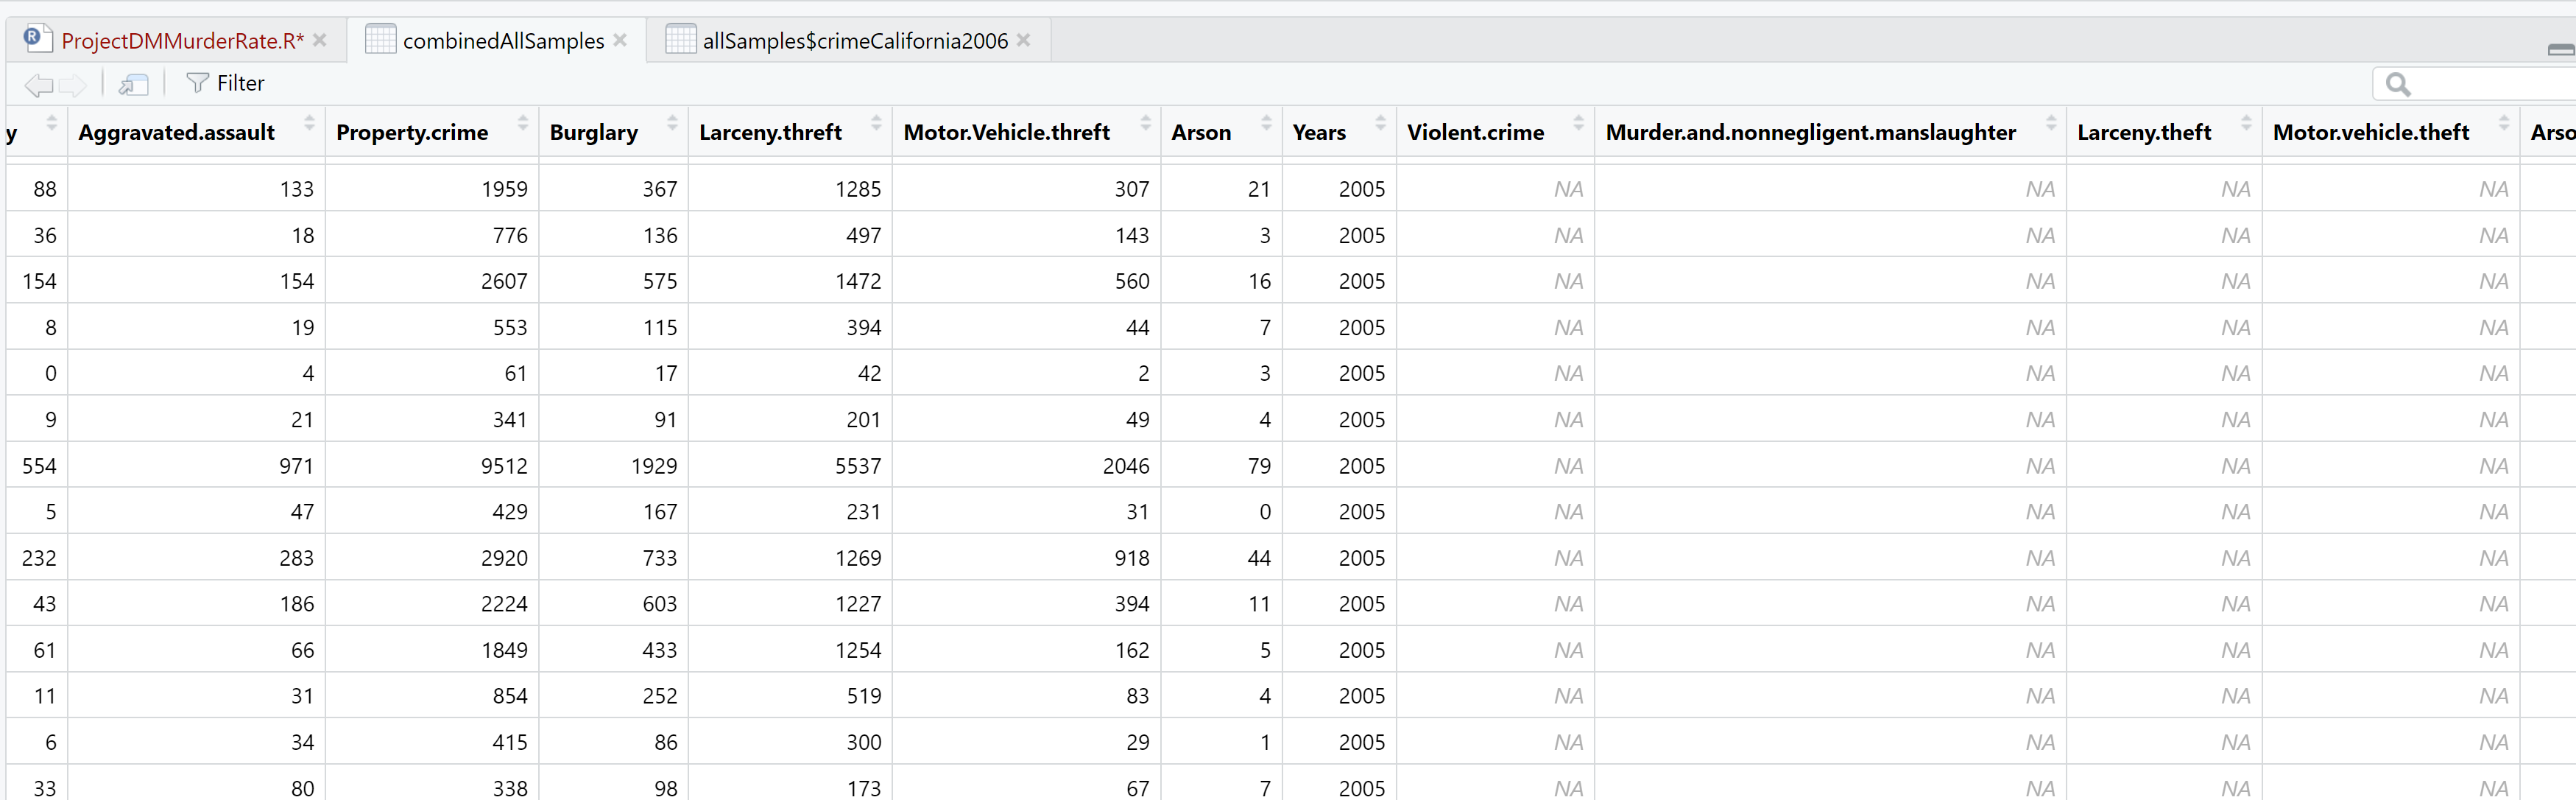 ProjectDMMurderRate.R* combinedAllSamples allSamples$crimeCalifornia2006
Filter
y Aggravated.assault Property.crime Burglary Larceny.threft Motor.Vehicle.threft Arson Years Violent.crime Murder.and.nonnegligent.manslaughter Larceny.theft Motor.vehicle.theft Arso
88 133 1959 367 1285 307 21 2005 NA NA NA NA
36 18 776 136 497 143 3 2005 NA NA NA NA
154 154 2607 575 1472 560 16 2005 NA NA NA NA
8 19 553 115 394 44 7 2005 NA NA NA NA
0 4 61 17 42 2 3 2005 NA NA NA NA
9 21 341 91 201 49 4 2005 NA NA NA NA
554 971 9512 1929 5537 2046 79 2005 NA NA NA NA
5 47 429 167 231 31 0 2005 NA NA NA NA
232 283 2920 733 1269 918 44 2005 NA NA NA NA
43 186 2224 603 1227 394 11 2005 NA NA NA NA
61 66 1849 433 1254 162 5 2005 NA NA NA NA
11 31 854 252 519 83 4 2005 NA NA NA NA
6 34 415 86 300 29 1 2005 NA NA NA NA
33 80 338 98 173 67 7 2005 NA NA NA NA